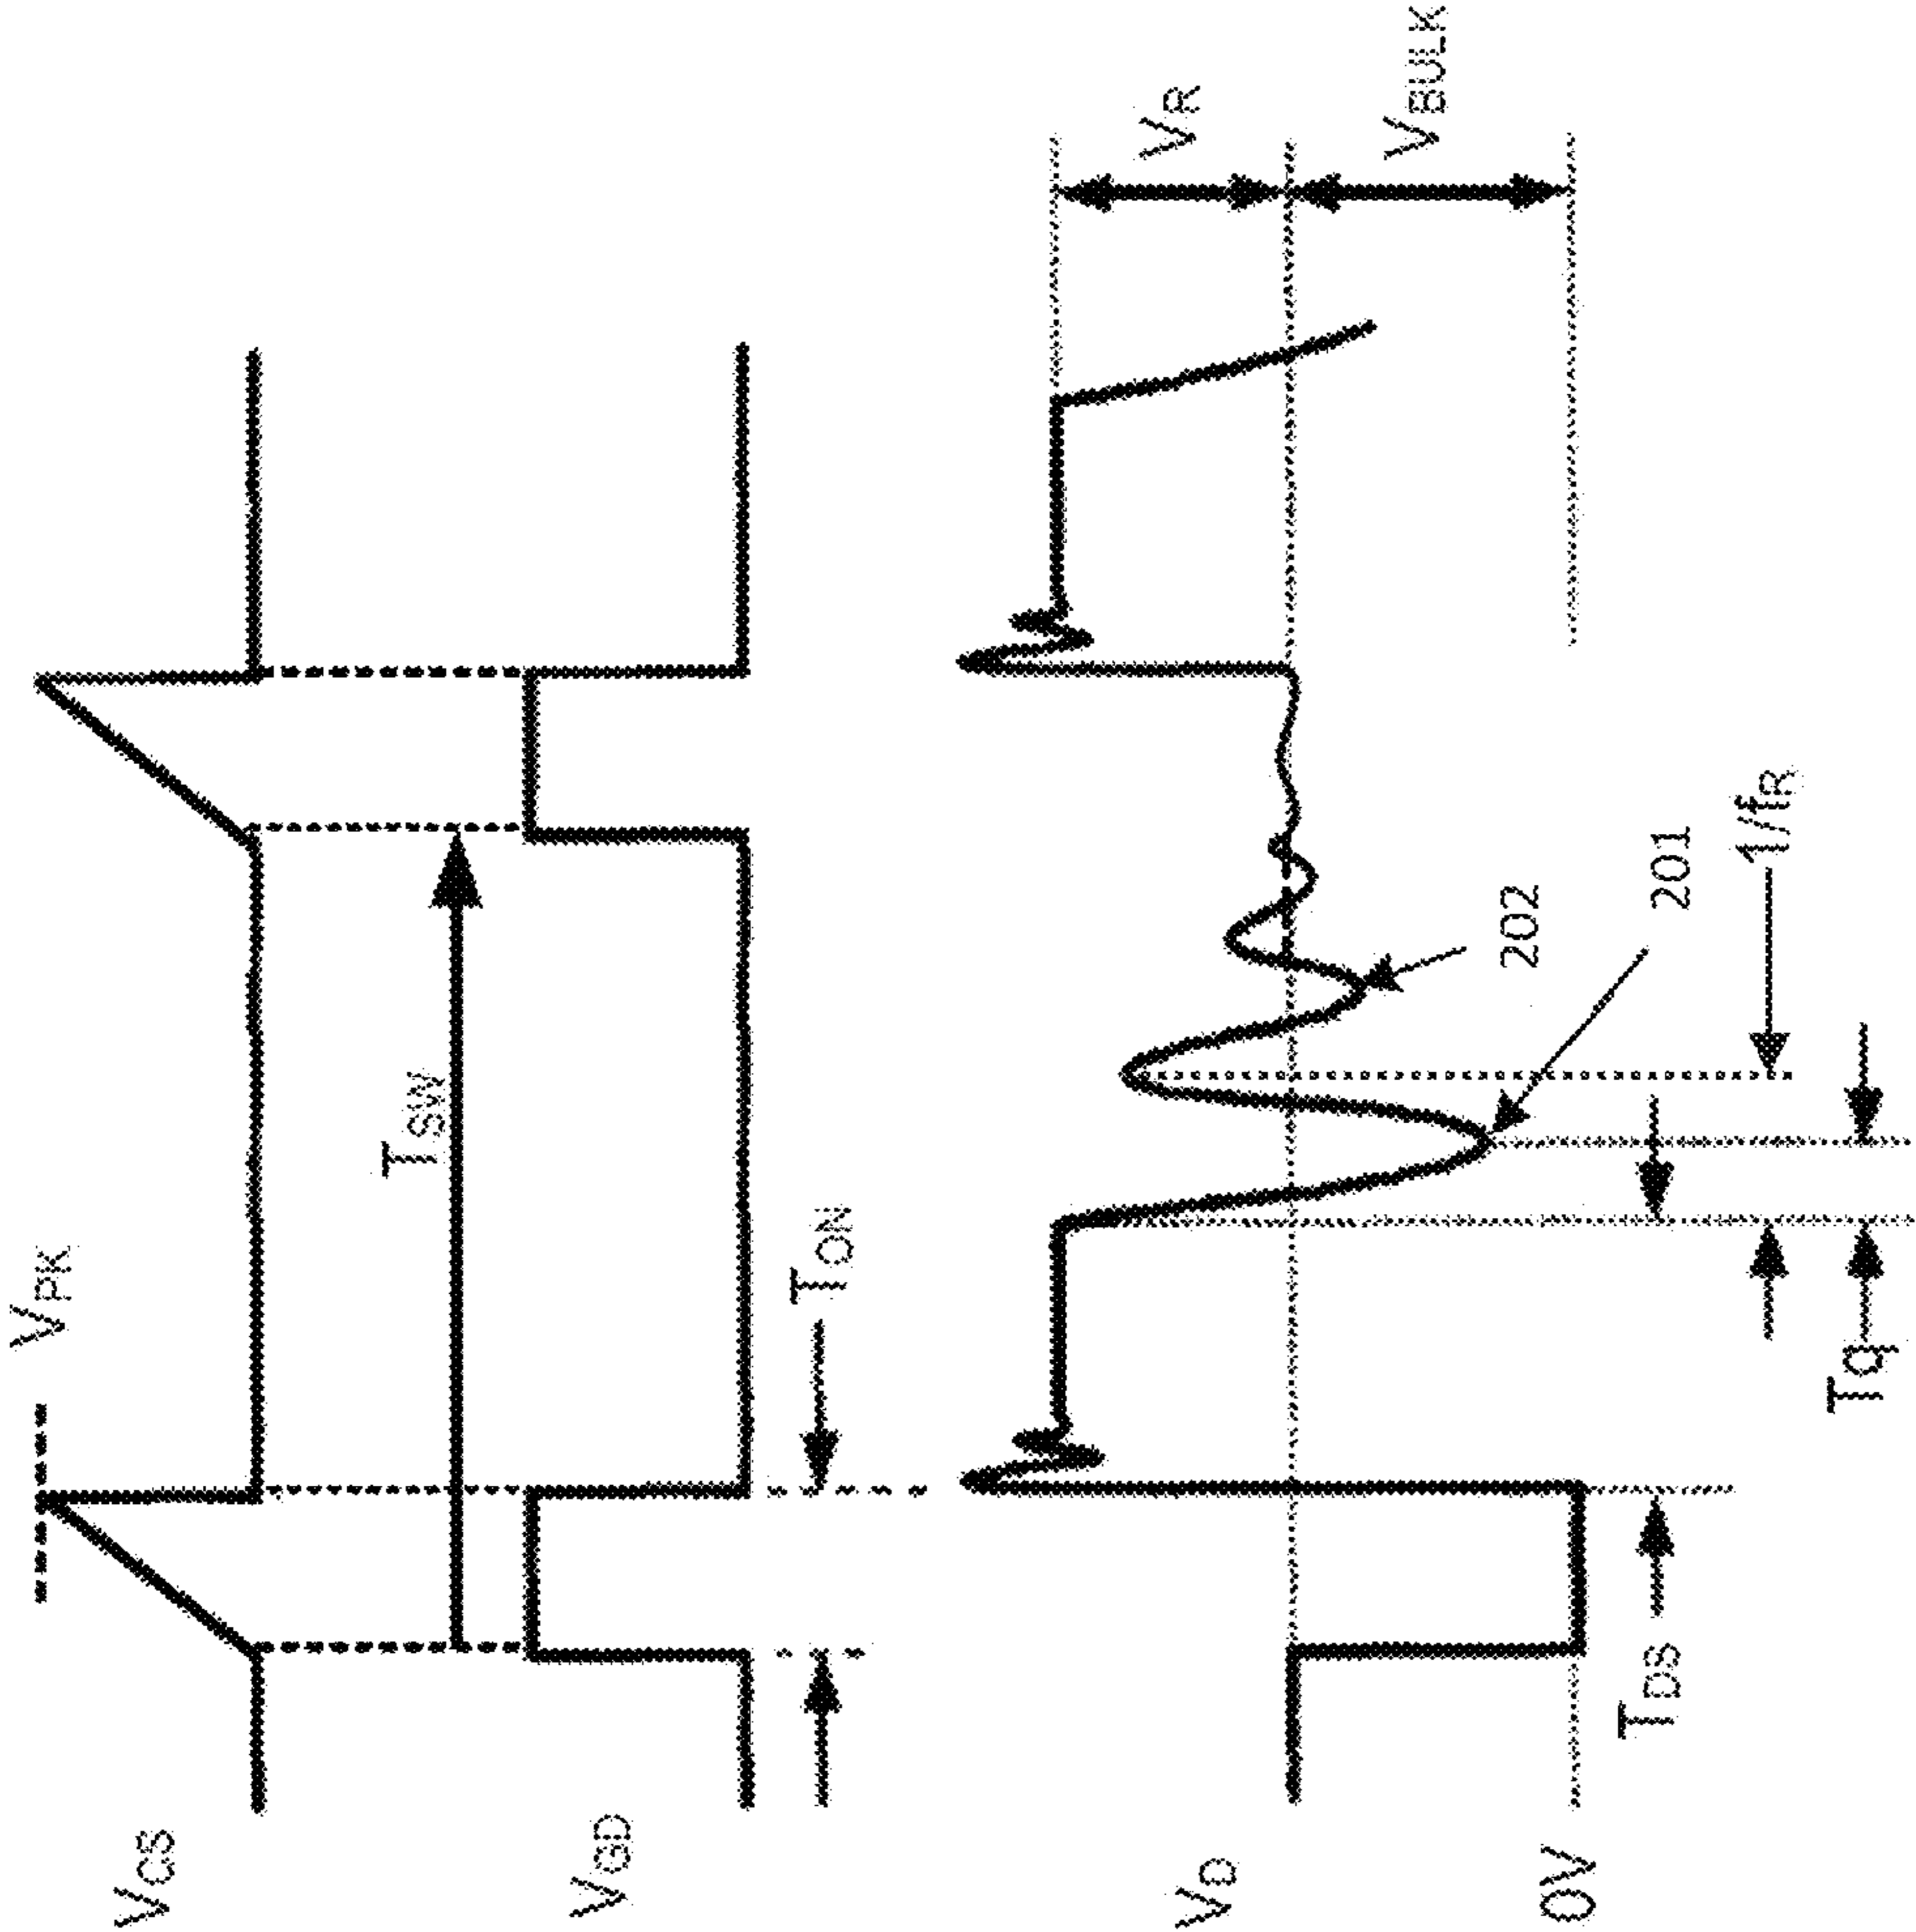 VPK
VCS
TSW
VGD
TON
VD
VR
VBULK
0V
TDS
202
201
1/fR
Tq